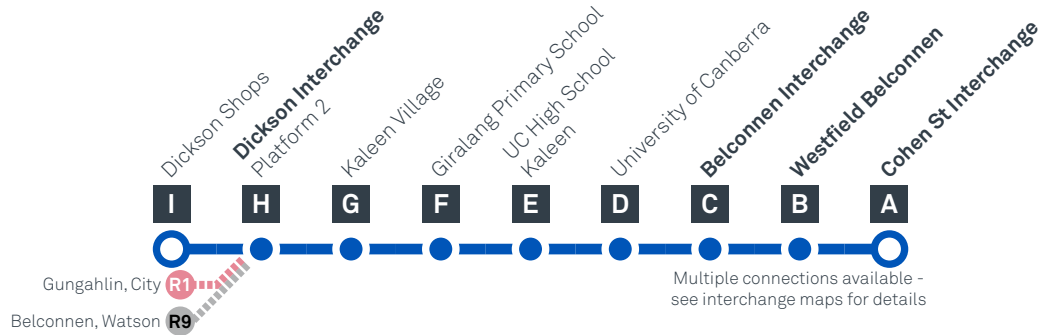 Dickson Shops
Dickson Interchange
Platform 2
Kaleen Village
Giralang Primary School
UC High School
Kaleen
University of Canberra
Belconnen Interchange
Westfield Belconnen
Cohen St Interchange
I H G F E D C B A
Gungahlin, City R1
Belconnen, Watson R9
Multiple connections available -
see interchange maps for details